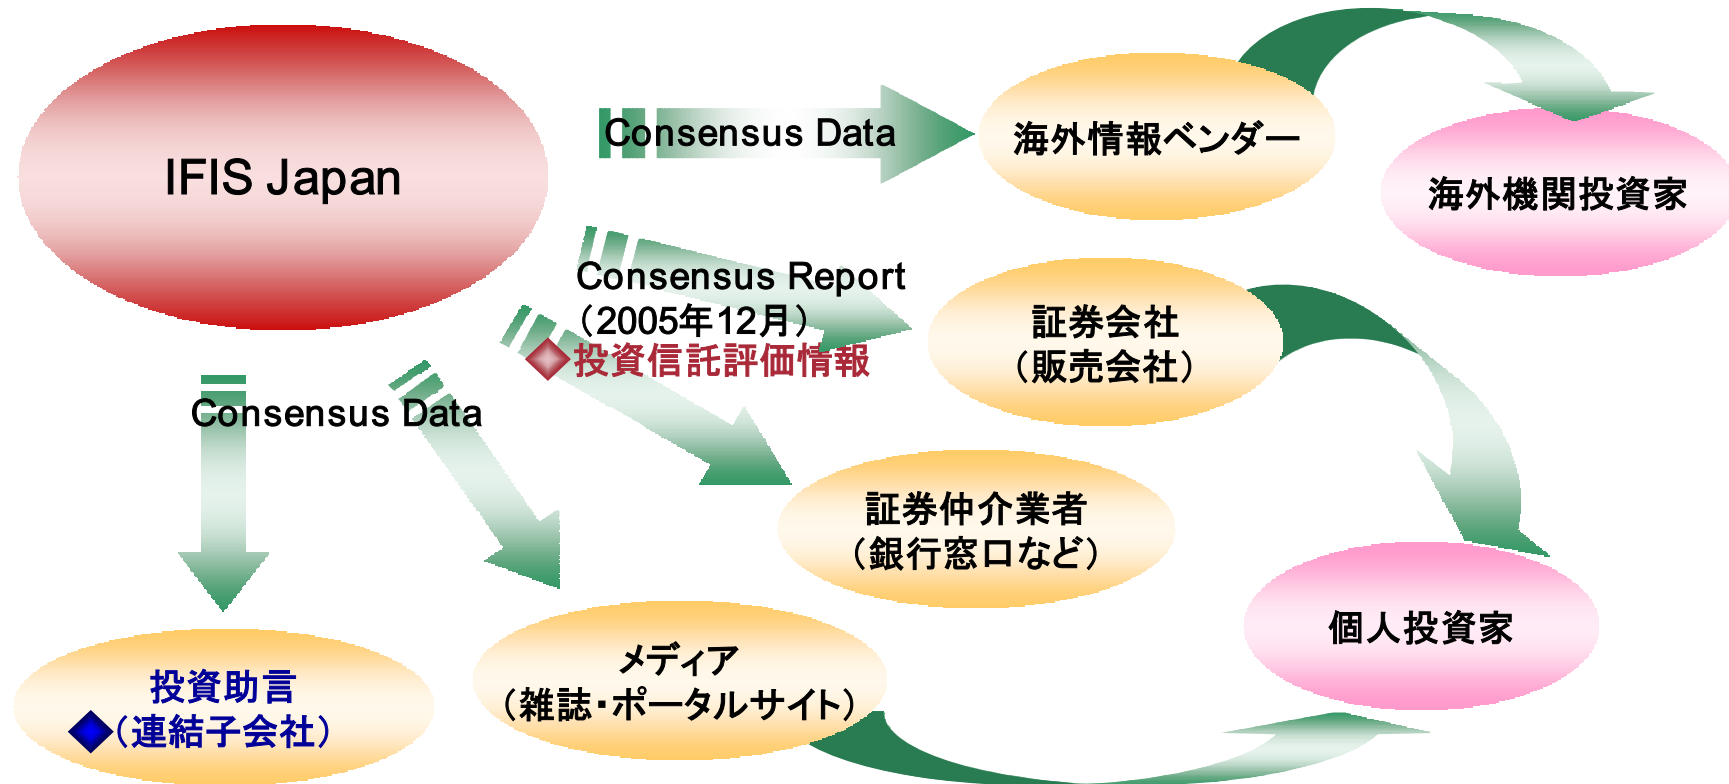 IFIS Japan
Consensus Data
海外情報ベンダー
海外機関投資家
Consensus Report
（2005年12月）
投資信託評価情報
証券会社
（販売会社）
Consensus Data
証券仲介業者
（銀行窓口など）
個人投資家
メディア
（雑誌・ポータルサイト）
投資助言
（連結子会社）